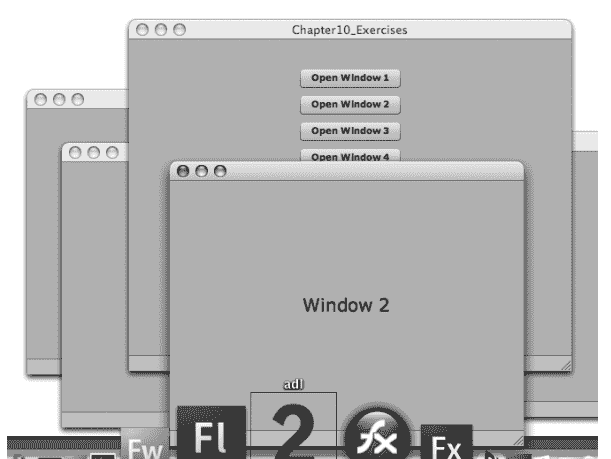 Chapter10_Exercises
Open Window 1
Open Window 2
Open Window 3
Open Window 4
Window 2
adl
Fw
Fl
2
fx
Fx